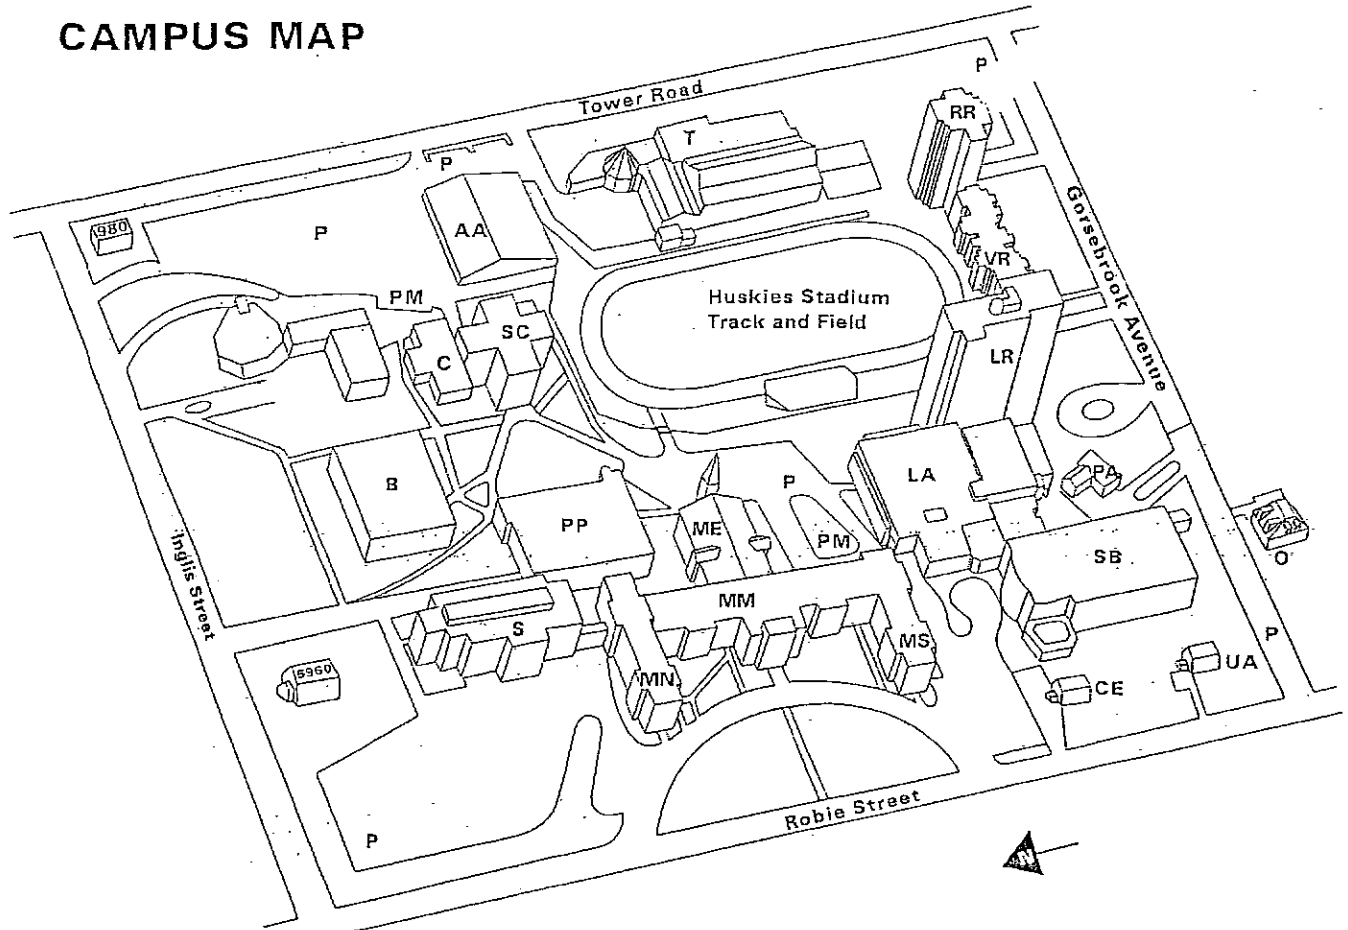 CAMPUS MAP
Tower Road
P
RR
T
P
980
P
AA
Gorsebrook Avenue
VR
PM
Huskies Stadium
Track and Field
SC
C
LR
B
PP
ME
P
PM
LA
PA
SB
O
Inglis Street
S
MM
MN
MS
P
UA
CE
5960
P
Robie Street
N